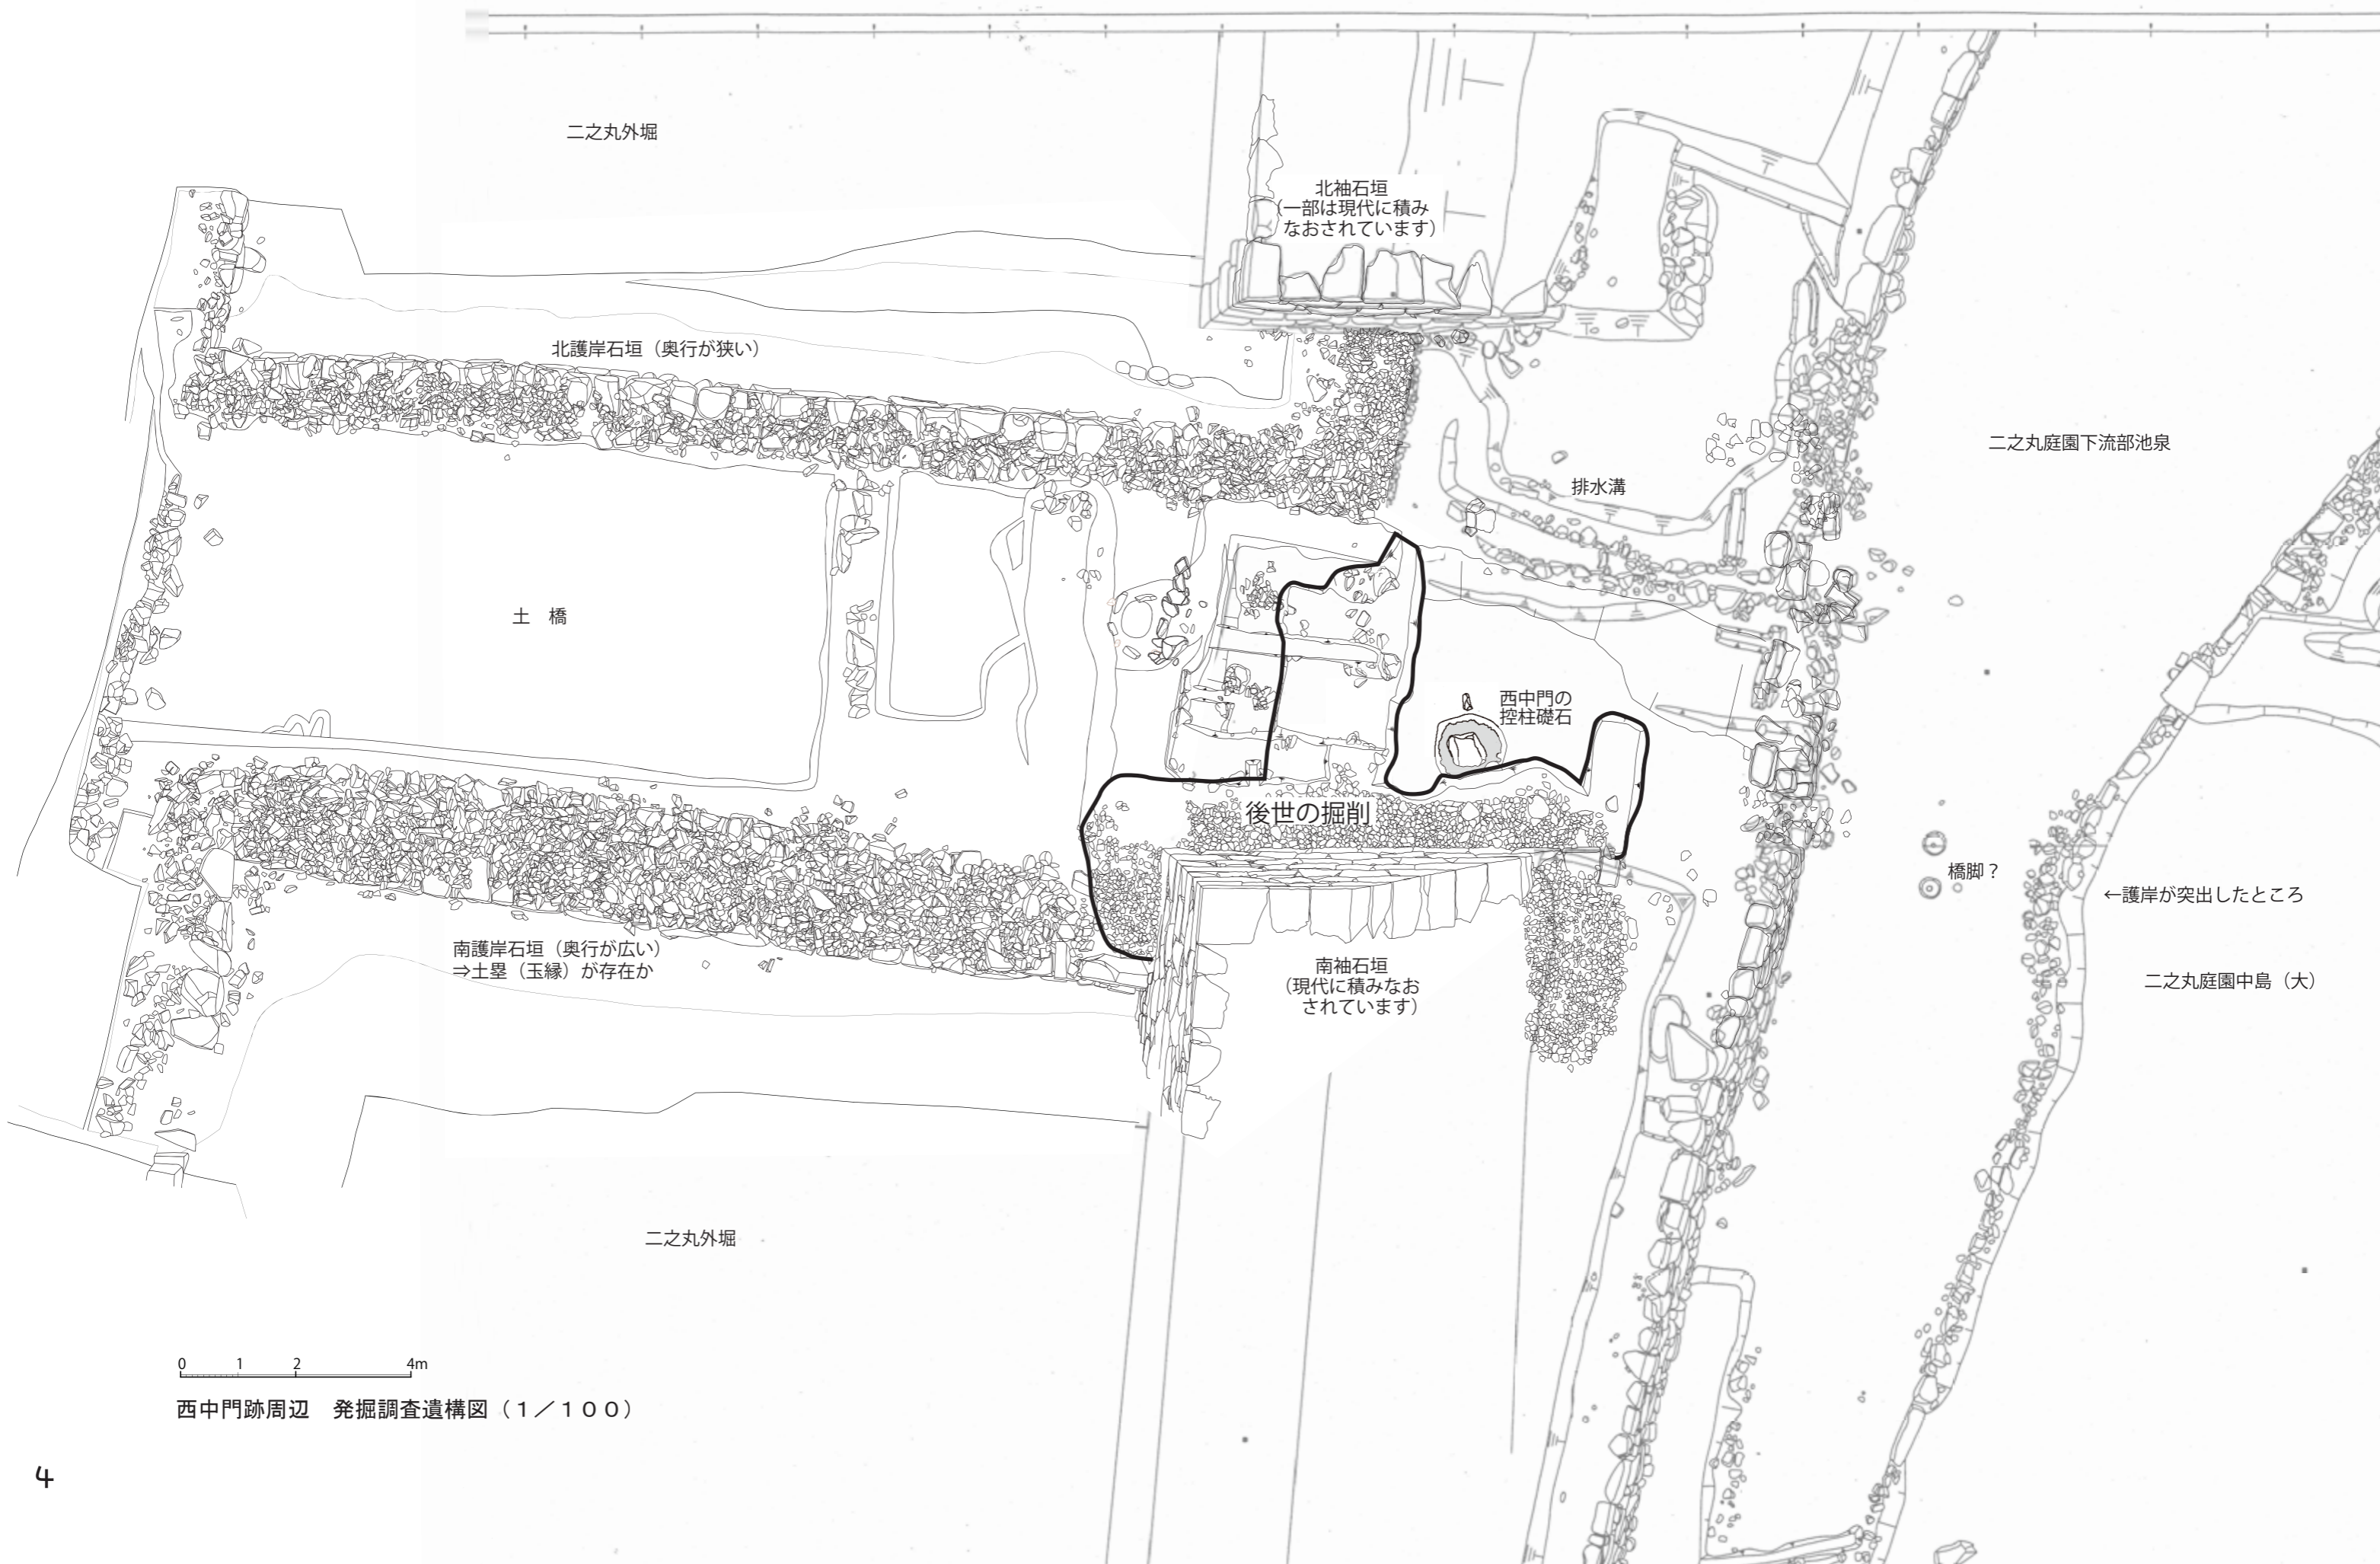 二之丸外堀
北袖石垣
（一部は現代に積み
なおされています）
北護岸石垣（奥行が狭い）
二之丸庭園下流部池泉
排水溝
土　橋
西中門の
控柱礎石
後世の掘削
橋脚？
←護岸が突出したところ
南護岸石垣（奥行が広い）
⇒土塁（玉縁）が存在か
南袖石垣
（現代に積みなお
されています）
二之丸庭園中島（大）
二之丸外堀
0 1 2 4m
西中門跡周辺　発掘調査遺構図（１／１００）
4